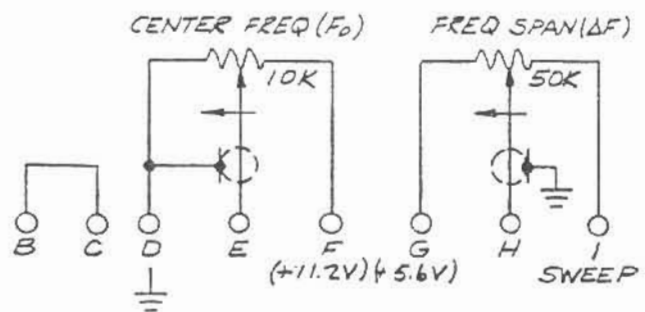 CENTER FREQ (F₀) FREQ SPAN (ΔF)
10K 50K
B C D E F G H I
(+11.2V) (+5.6V) SWEEP